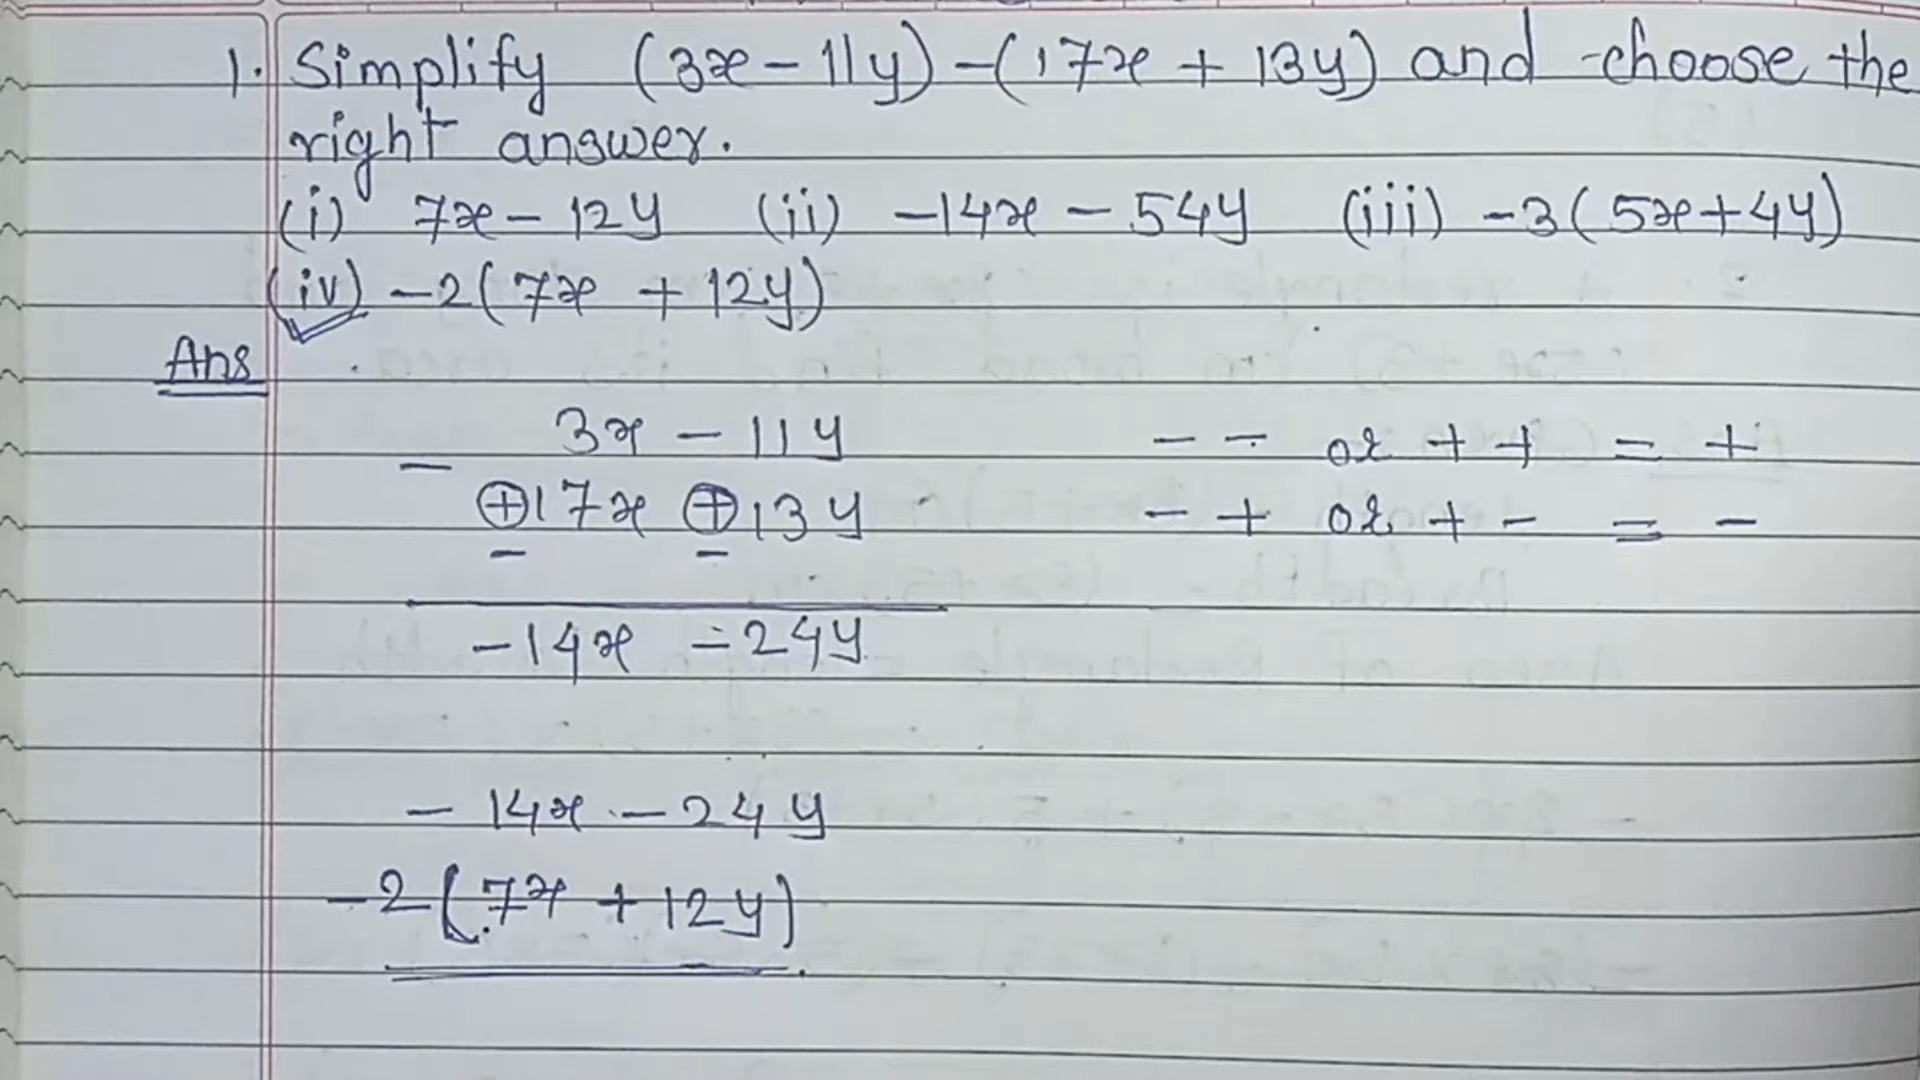 1. Simplify (3x - 11y) - (17x + 13y) and choose the
right answer.
(i) 7x - 12y (ii) -14x - 54y (iii) -3(5x+4y)
(iv) -2(7x + 12y)
Ans
3x - 11y - - or + + = +
-
⊕17x ⊕13y - + or + - = -
- -
-14x - 24y
- 14x - 24y
-2(7x + 12y)